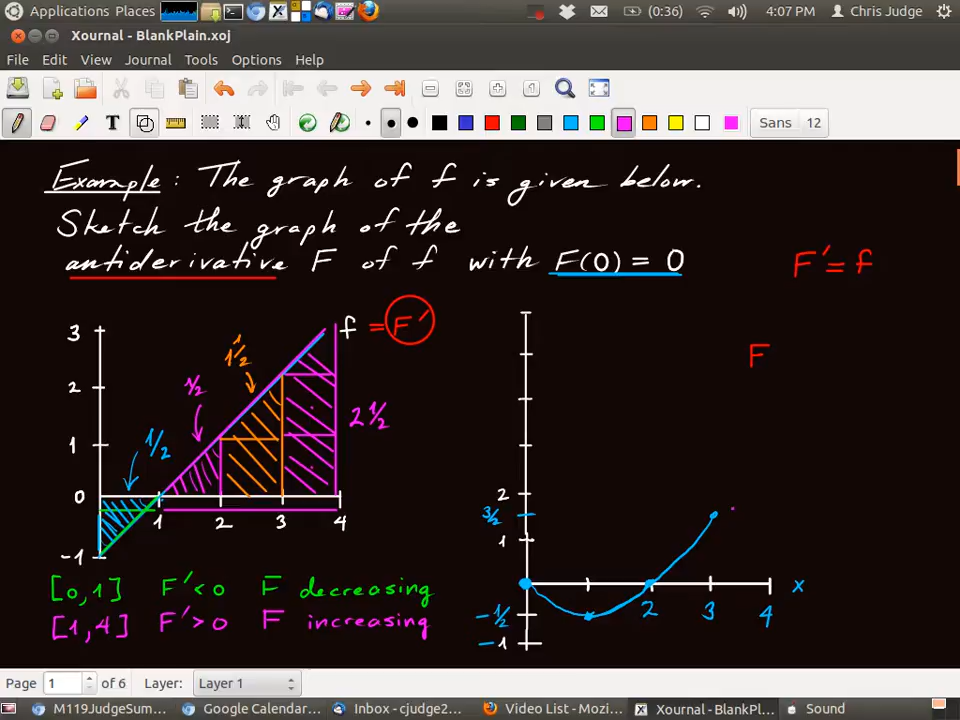 Applications Places (0:36) 4:07 PM Chris Judge
Xournal - BlankPlain.xoj
File Edit View Journal Tools Options Help
Sans 12
Example: The graph of f is given below.
Sketch the graph of the
antiderivative F of f with F(0) = 0
F′ = f
3 2 1 0 -1
1 2 3 4
f = F′
1/2
1/2
1 1/2
2 1/2
F
2
3/2
1
-1/2
-1
2 3 4 x
[0,1] F′<0 F decreasing
[1,4] F′>0 F increasing
Page 1 of 6 Layer: Layer 1
M119JudgeSum... Google Calendar... Inbox - cjudge2... Video List - Mozi... Xournal - BlankPl... Sound